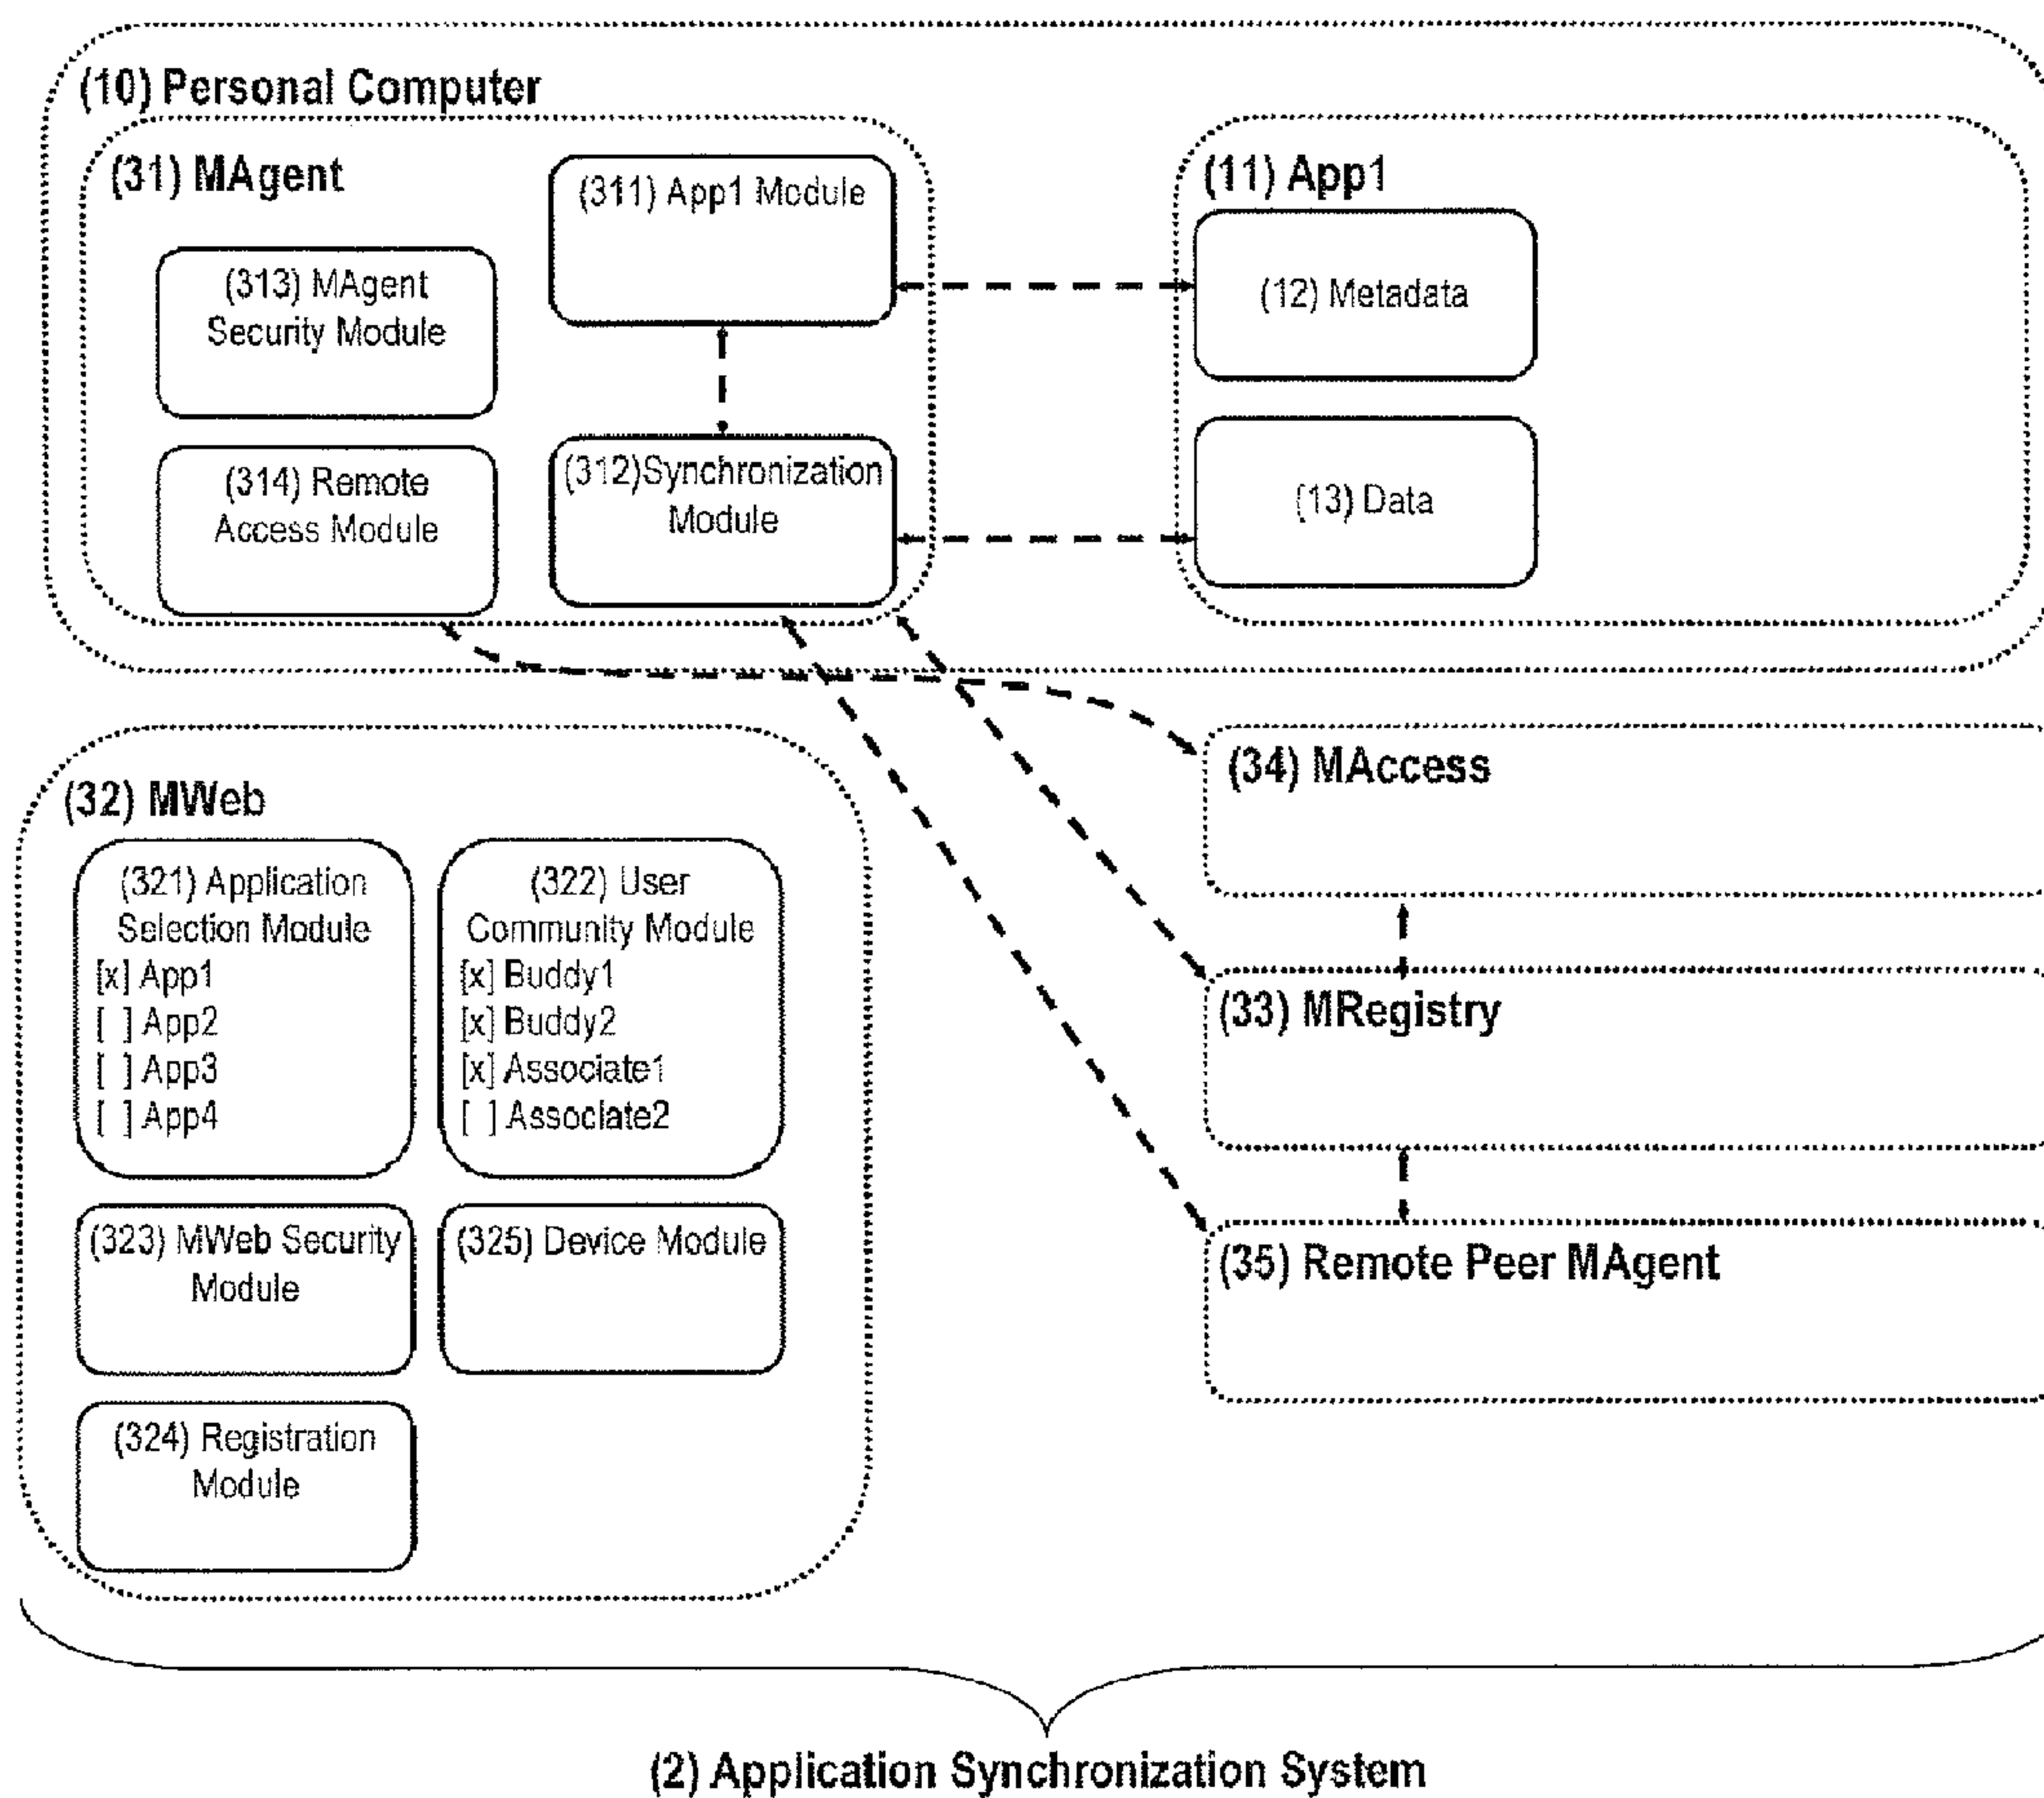 (10) Personal Computer
(31) MAgent
(311) App1 Module
(313) MAgent
Security Module
(314) Remote
Access Module
(312)Synchronization
Module
(11) App1
(12) Metadata
(13) Data
(32) MWeb
(321) Application
Selection Module
[x] App1
[ ] App2
[ ] App3
[ ] App4
(322) User
Community Module
[x] Buddy1
[x] Buddy2
[x] Associate1
[ ] Associate2
(323) MWeb Security
Module
(325) Device Module
(324) Registration
Module
(34) MAccess
(33) MRegistry
(35) Remote Peer MAgent
(2) Application Synchronization System